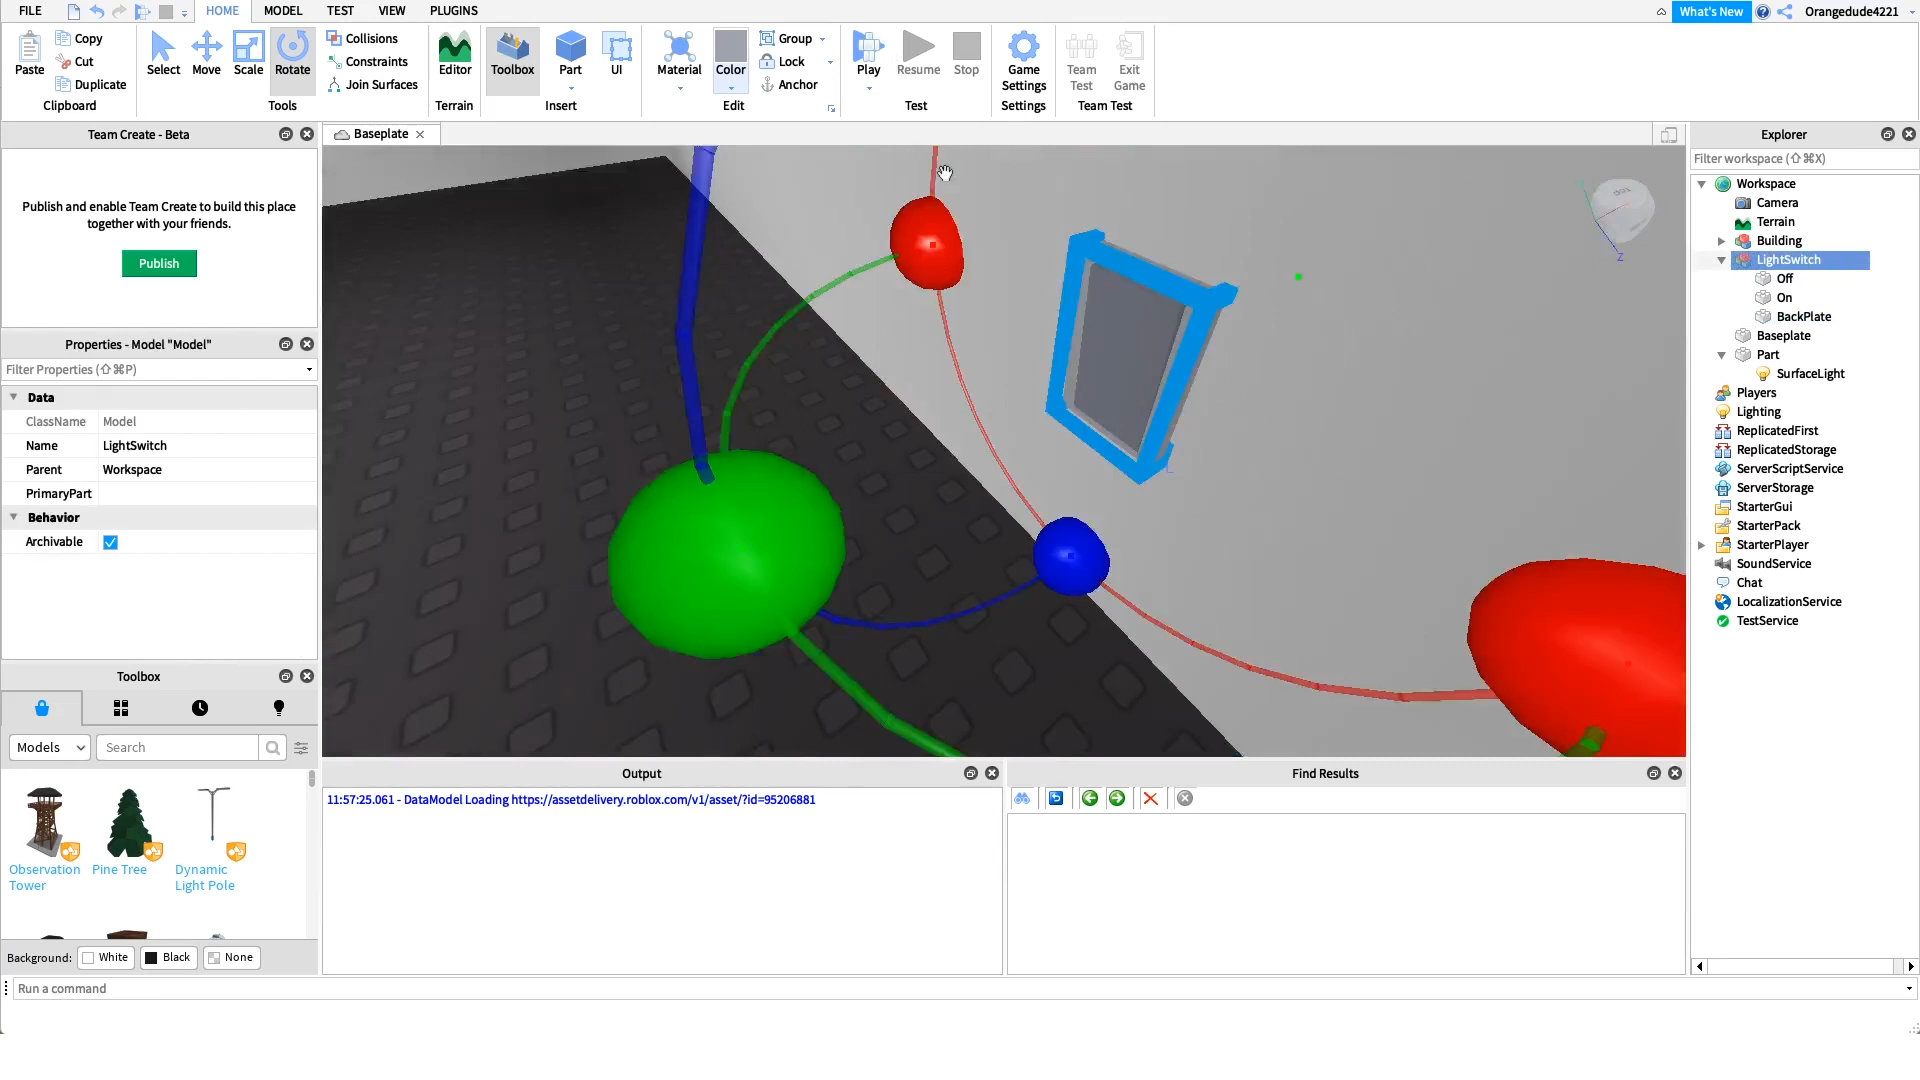 FILE HOME MODEL TEST VIEW PLUGINS What's New Orangedude4221
Paste Copy Cut Duplicate Clipboard
Select Move Scale Rotate Collisions Constraints Join Surfaces Tools
Editor Terrain
Toolbox Part UI Insert
Material Color Group Lock Anchor Edit
Play Resume Stop Test
Game Settings Settings
Team Test Exit Game Team Test
Team Create - Beta
Publish and enable Team Create to build this place
together with your friends.
Publish
Properties - Model "Model"
Filter Properties (⇧⌘P)
Data
ClassName Model
Name LightSwitch
Parent Workspace
PrimaryPart
Behavior
Archivable
Toolbox
Models Search
Observation
Tower
Pine Tree
Dynamic
Light Pole
Background: White Black None
Run a command
Baseplate
Z
Output
11:57:25.061 - DataModel Loading https://assetdelivery.roblox.com/v1/asset/?id=95206881
Find Results
Explorer
Filter workspace (⇧⌘X)
Workspace
Camera
Terrain
Building
LightSwitch
Off
On
BackPlate
Baseplate
Part
SurfaceLight
Players
Lighting
ReplicatedFirst
ReplicatedStorage
ServerScriptService
ServerStorage
StarterGui
StarterPack
StarterPlayer
SoundService
Chat
LocalizationService
TestService